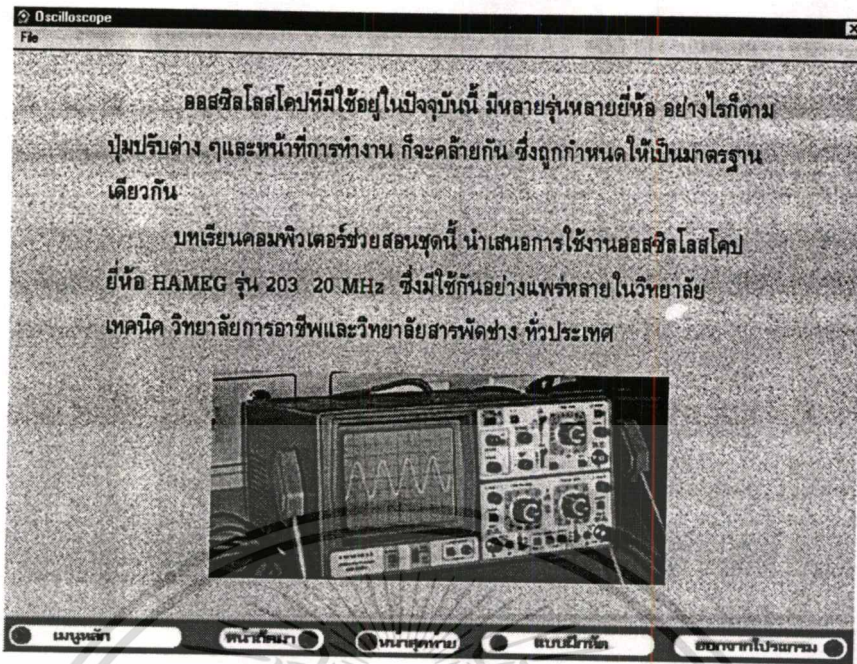 Oscilloscope
File
ออสซิลโลสโคปที่มีใช้อยู่ในปัจจุบันนี้ มีหลายรุ่นหลายยี่ห้อ อย่างไรก็ตาม
ปุ่มปรับต่าง ๆและหน้าที่การทำงาน ก็จะคล้ายกัน ซึ่งถูกกำหนดให้เป็นมาตรฐาน
เดียวกัน
บทเรียนคอมพิวเตอร์ช่วยสอนชุดนี้ นำเสนอการใช้งานออสซิลโลสโคป
ยี่ห้อ HAMEG รุ่น 203 20 MHz ซึ่งมีใช้กันอย่างแพร่หลายในวิทยาลัย
เทคนิค วิทยาลัยการอาชีพและวิทยาลัยสารพัดช่าง ทั่วประเทศ
เมนูหลัก หน้าถัดมา หน้าสุดท้าย แบบฝึกหัด ออกจากโปรแกรม